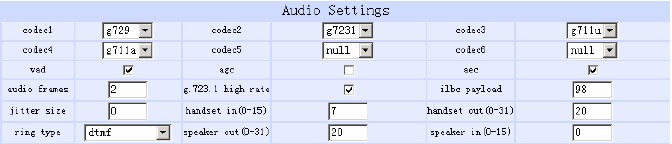 Audio Settings
codec1 g729 codec2 g7231 codec3 g711u
codec4 g711a codec5 null codec6 null
vad agc aec
audio frames 2 g.723.1 high rate ilbc payload 98
jitter size 0 handset in(0-15) 7 handset out(0-31) 20
ring type dtmf speaker out(0-31) 20 speaker in(0-15) 0